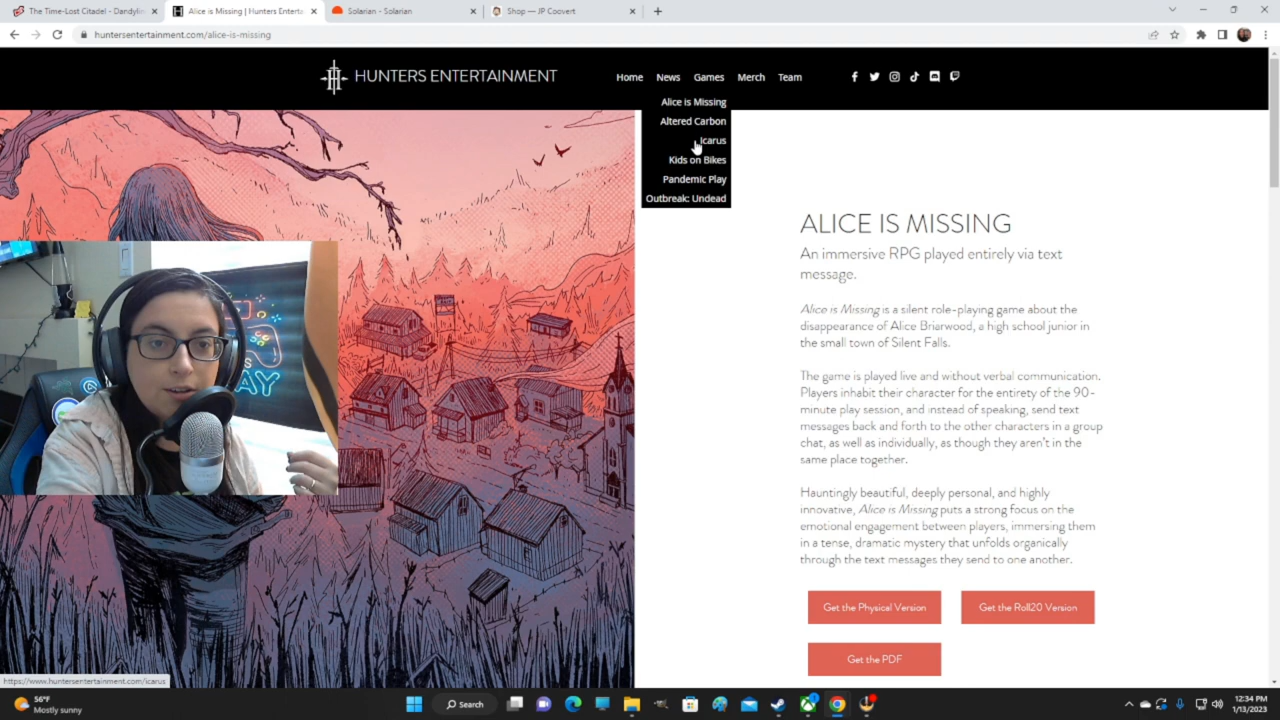 The Time-Lost Citadel - Dandylin
Alice is Missing | Hunters Enterta
Solarian - Solarian
Shop — JP Coovert
huntersentertainment.com/alice-is-missing
HUNTERS ENTERTAINMENT
Home
News
Games
Merch
Team
Alice is Missing
Altered Carbon
Icarus
Kids on Bikes
Pandemic Play
Outbreak: Undead
ALICE IS MISSING
An immersive RPG played entirely via text
message.
Alice is Missing is a silent role-playing game about the
disappearance of Alice Briarwood, a high school junior in
the small town of Silent Falls.
The game is played live and without verbal communication.
Players inhabit their character for the entirety of the 90-
minute play session, and instead of speaking, send text
messages back and forth to the other characters in a group
chat, as well as individually, as though they aren't in the
same place together.
Hauntingly beautiful, deeply personal, and highly
innovative, Alice is Missing puts a strong focus on the
emotional engagement between players, immersing them
in a tense, dramatic mystery that unfolds organically
through the text messages they send to one another.
Get the Physical Version
Get the Roll20 Version
Get the PDF
https://www.huntersentertainment.com/icarus
56°F
Mostly sunny
Search
12:34 PM
1/13/2023